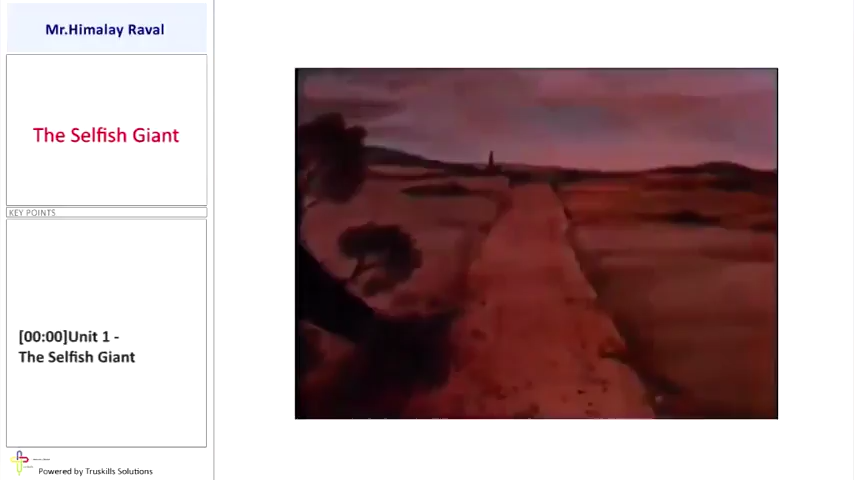 Mr.Himalay Raval
The Selfish Giant
KEY POINTS
[00:00]Unit 1 -
The Selfish Giant
Powered by Truskills Solutions